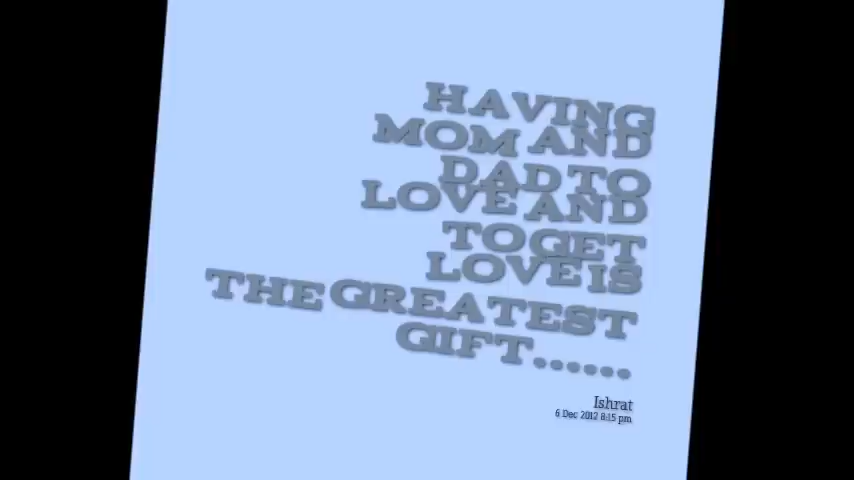 HAVING
MOM AND
DAD TO
LOVE AND
TO GET
LOVE IS
THE GREATEST
GIFT......
Ishrat
6 Dec 2012 8:15 pm